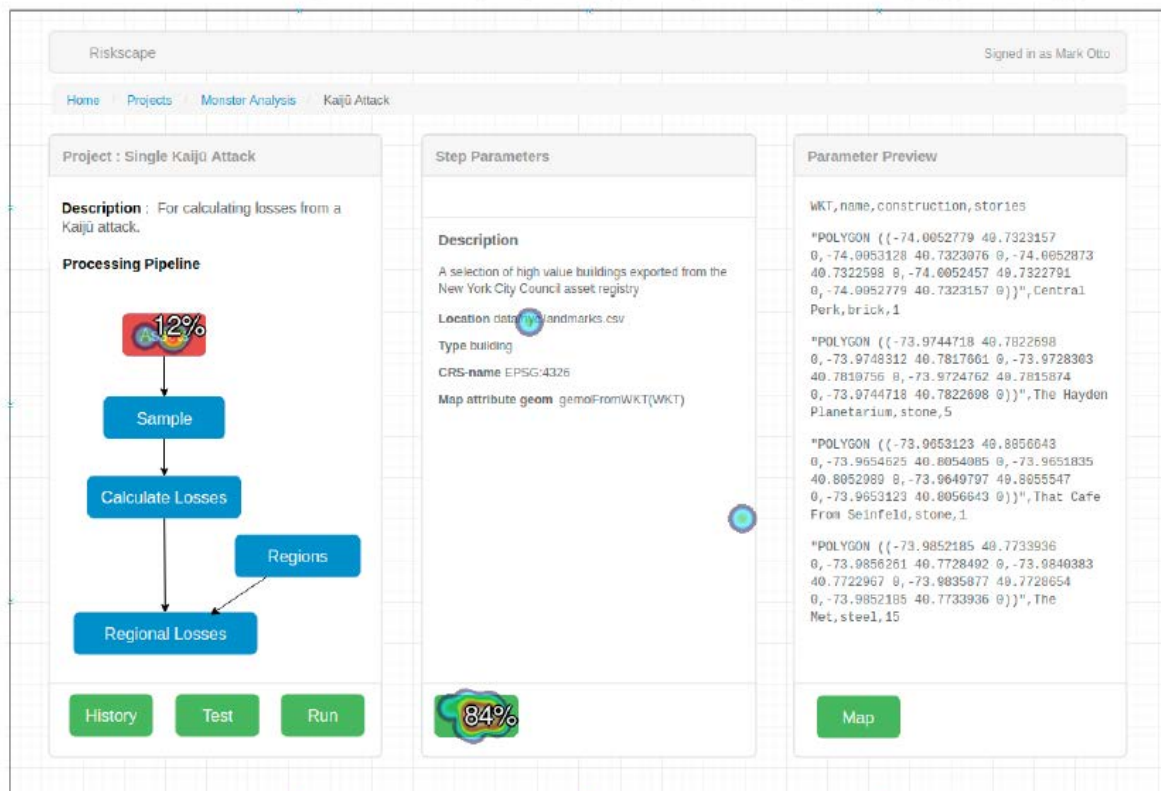 Riskscape
Signed in as Mark Otto
Home / Projects / Monster Analysis / Kaijū Attack
Project : Single Kaijū Attack
Description : For calculating losses from a
Kaijū attack.
Processing Pipeline
12%
Sample
Calculate Losses
Regions
Regional Losses
History
Test
Run
Step Parameters
Description
A selection of high value buildings exported from the
New York City Council asset registry
Location landmarks.csv
Type building
CRS-name EPSG:4326
Map attribute geom gemolFromWKT(WKT)
84%
Parameter Preview
WKT,name,construction,stories
"POLYGON ((-74.0052779 40.7323157
0,-74.0053128 40.7323076 0,-74.0052873
40.7322598 0,-74.0052457 40.7322791
0,-74.0052779 40.7323157 0))",Central
Perk,brick,1
"POLYGON ((-73.9744718 40.7822698
0,-73.9748312 40.7817661 0,-73.9728303
40.7810756 0,-73.9724762 40.7815874
0,-73.9744718 40.7822698 0))",The Hayden
Planetarium,stone,5
"POLYGON ((-73.9653123 40.8056643
0,-73.9654625 40.8054085 0,-73.9651835
40.8052989 0,-73.9649797 40.8055547
0,-73.9653123 40.8056643 0))",That Cafe
From Seinfeld,stone,1
"POLYGON ((-73.9852185 40.7733936
0,-73.9856261 40.7728492 0,-73.9840383
40.7722967 0,-73.9835877 40.7728654
0,-73.9852185 40.7733936 0))",The
Met,steel,15
Map